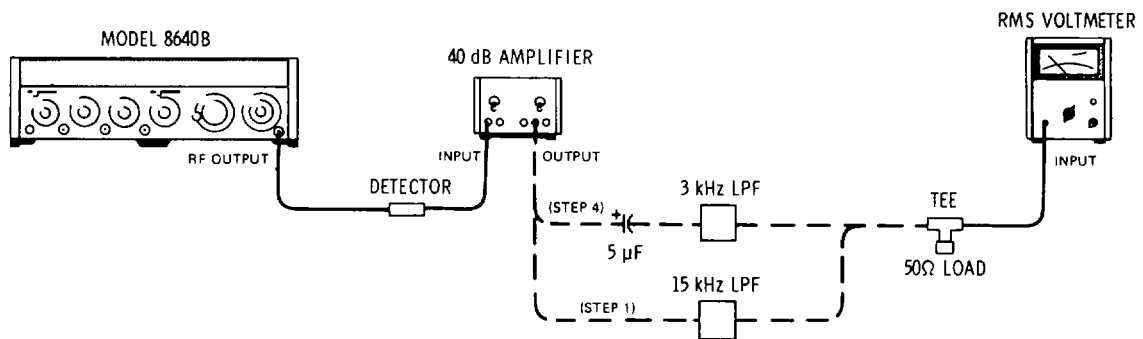 MODEL 8640B
RF OUTPUT
DETECTOR
40 dB AMPLIFIER
INPUT
OUTPUT
(STEP 4)
+
5 µF
3 kHz LPF
(STEP 1)
15 kHz LPF
TEE
50Ω LOAD
RMS VOLTMETER
INPUT